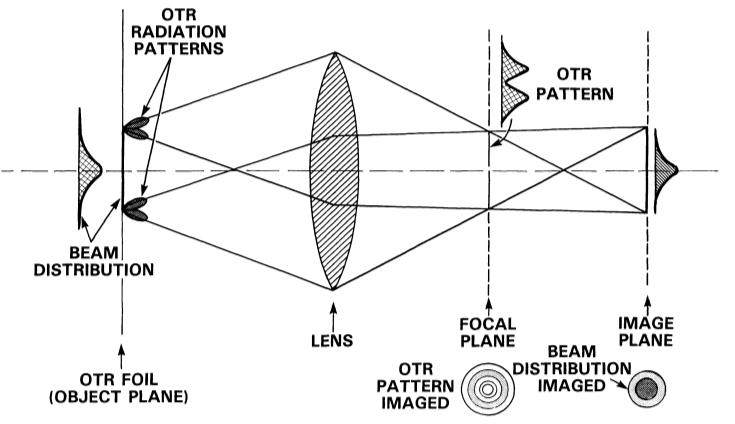 OTR
RADIATION
PATTERNS
OTR
PATTERN
BEAM
DISTRIBUTION
LENS
FOCAL
PLANE
IMAGE
PLANE
OTR FOIL
(OBJECT PLANE)
OTR
PATTERN
IMAGED
BEAM
DISTRIBUTION
IMAGED